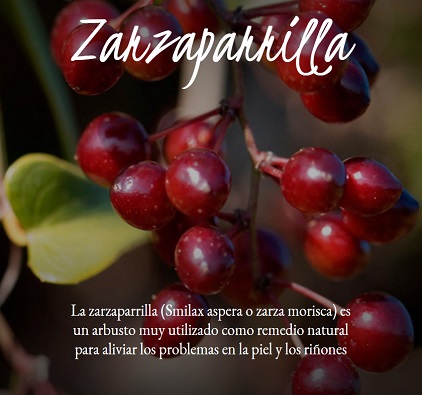 Zarzaparrilla
La zarzaparrilla (Smilax aspera o zarza morisca) es
un arbusto muy utilizado como remedio natural
para aliviar los problemas en la piel y los riñones